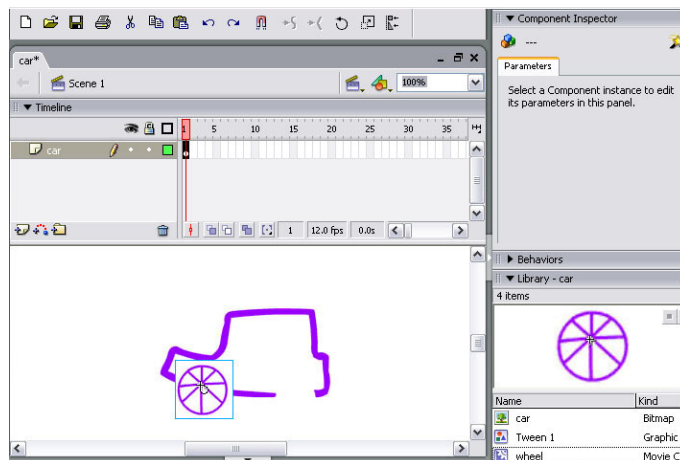 Component Inspector
car*
---
Scene 1
100%
Parameters
Select a Component instance to edit
its parameters in this panel.
Timeline
1 5 10 15 20 25 30 35
car
1 12.0 fps 0.0s
Behaviors
Library - car
4 items
Name Kind
car Bitmap
Tween 1 Graphic
wheel Movie C